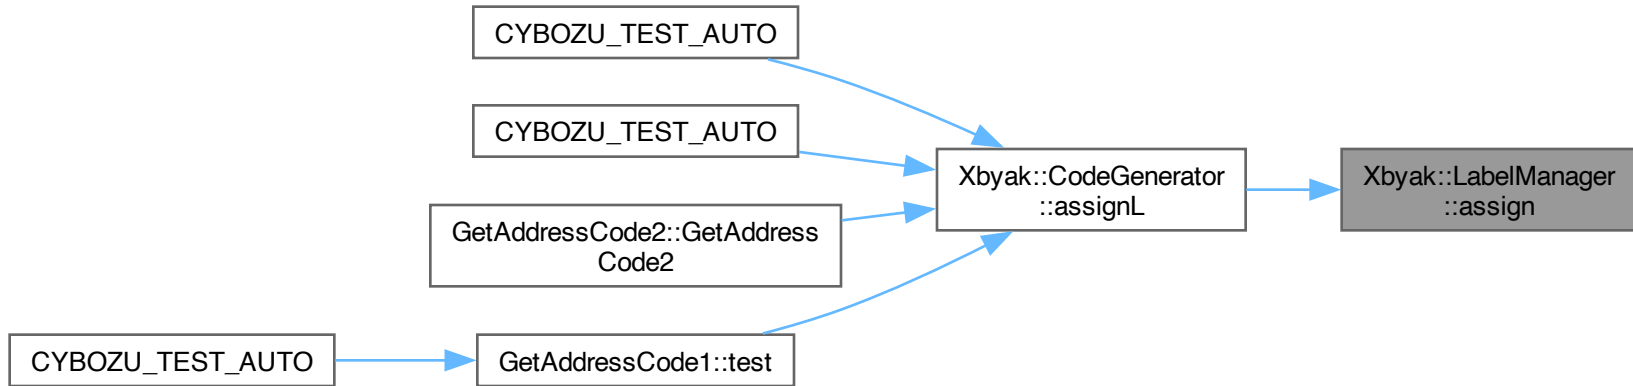 CYBOZU_TEST_AUTO
CYBOZU_TEST_AUTO
Xbyak::CodeGenerator
::assignL
Xbyak::LabelManager
::assign
GetAddressCode2::GetAddress
Code2
CYBOZU_TEST_AUTO
GetAddressCode1::test